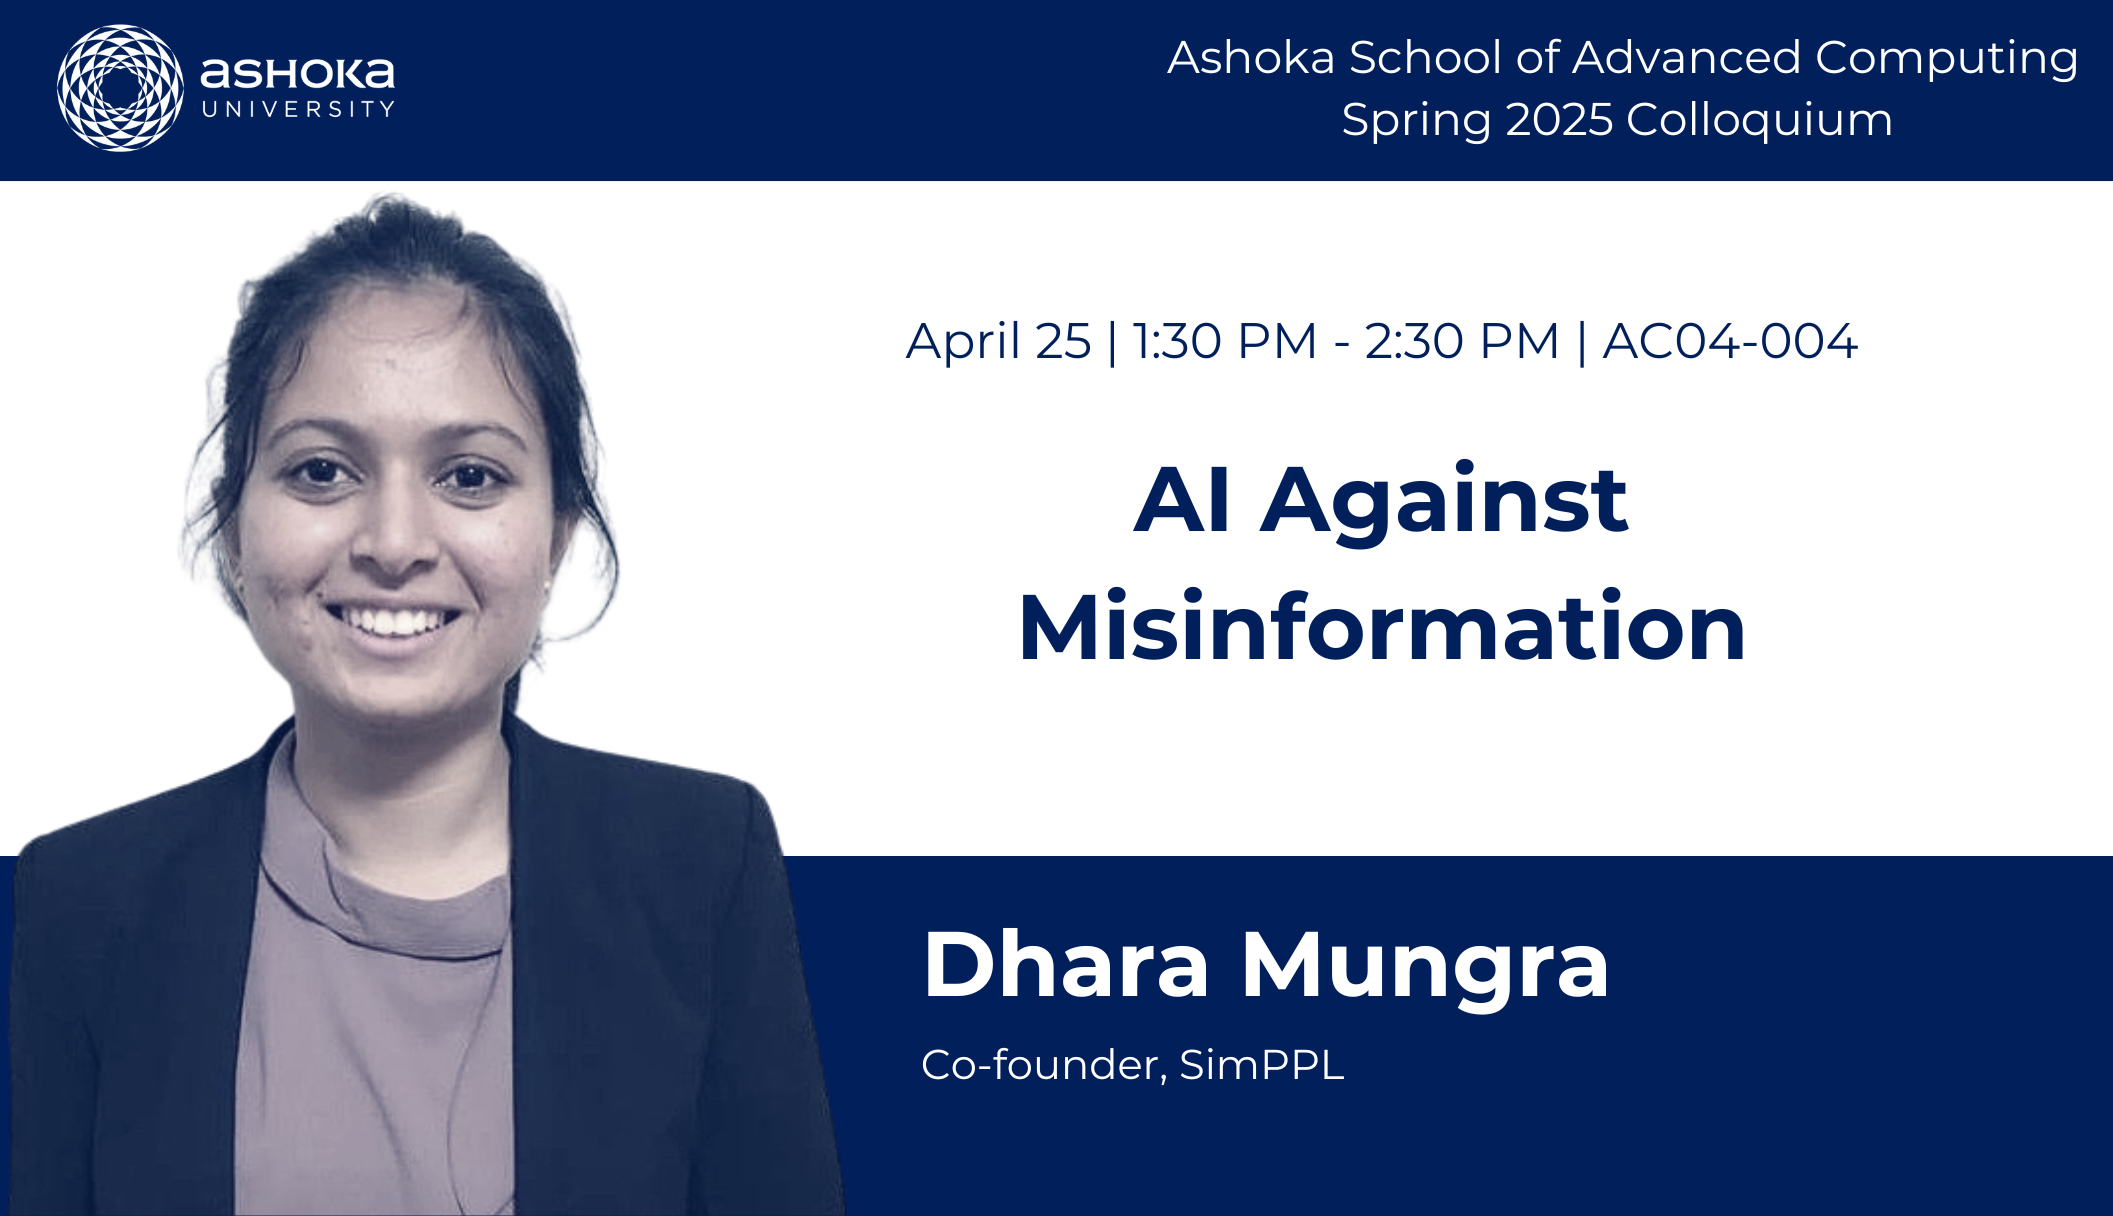 ASHOKA
UNIVERSITY
Ashoka School of Advanced Computing
Spring 2025 Colloquium
April 25 | 1:30 PM - 2:30 PM | AC04-004
AI Against
Misinformation
Dhara Mungra
Co-founder, SimPPL